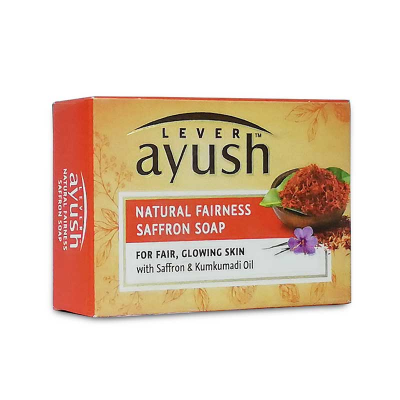 LEVER™
ayush
NATURAL FAIRNESS
SAFFRON SOAP
FOR FAIR, GLOWING SKIN
with Saffron & Kumkumadi Oil
LEVER
ayush
NATURAL FAIRNESS
SAFFRON SOAP